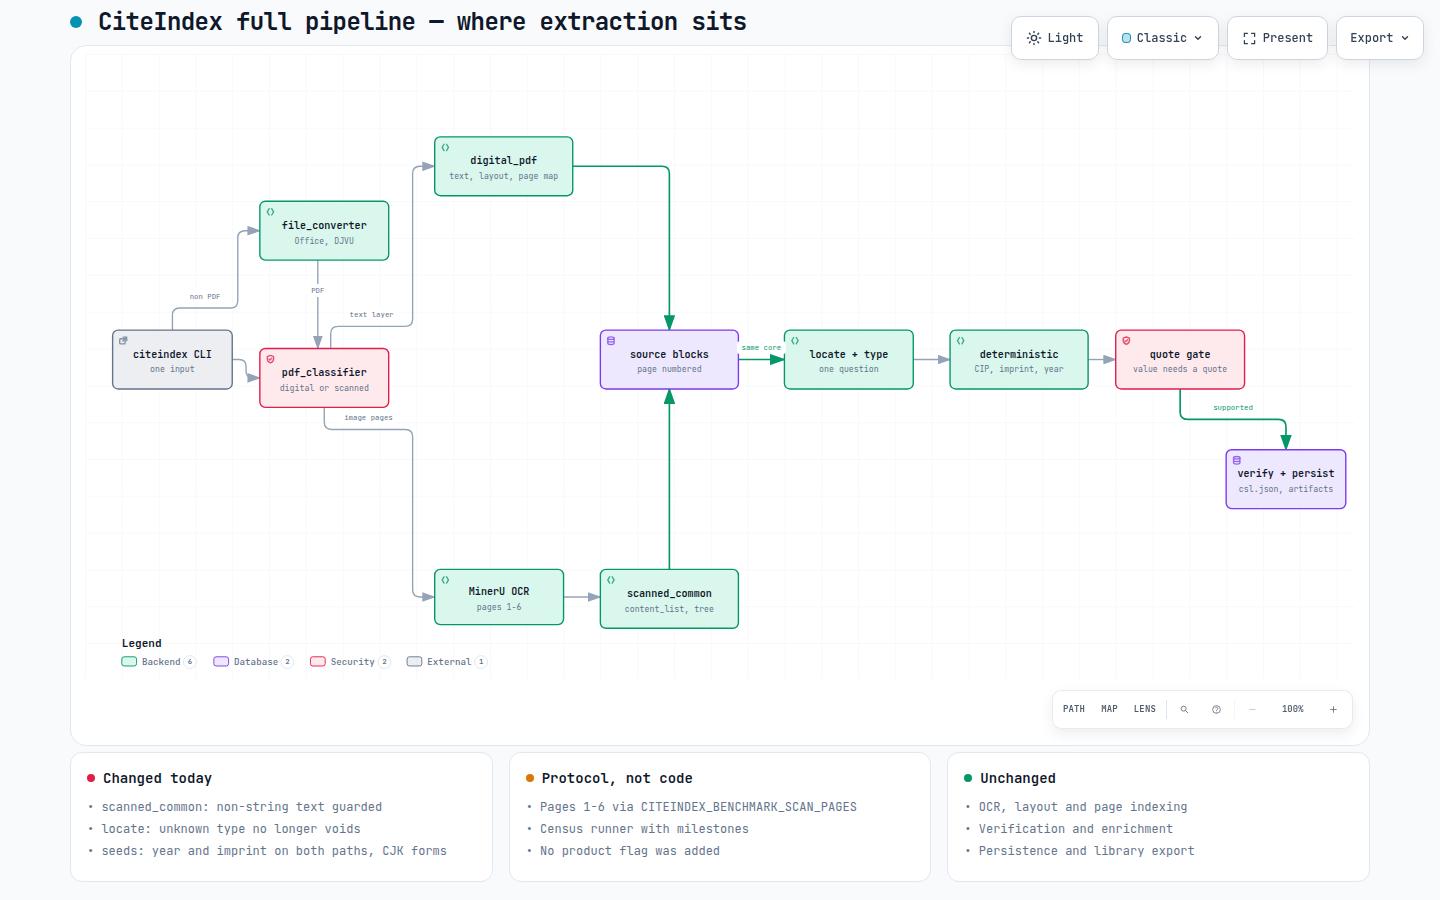 CiteIndex full pipeline — where extraction sits
Light
Classic
Present
Export
digital_pdf
text, layout, page map
file_converter
Office, DJVU
non PDF
PDF
text layer
citeindex CLI
one input
pdf_classifier
digital or scanned
image pages
source blocks
page numbered
same core
locate + type
one question
deterministic
CIP, imprint, year
quote gate
value needs a quote
supported
verify + persist
csl.json, artifacts
MinerU OCR
pages 1-6
scanned_common
content_list, tree
Legend
Backend 6
Database 2
Security 2
External 1
PATH MAP LENS 100%
Changed today
• scanned_common: non-string text guarded
• locate: unknown type no longer voids
• seeds: year and imprint on both paths, CJK forms
Protocol, not code
• Pages 1-6 via CITEINDEX_BENCHMARK_SCAN_PAGES
• Census runner with milestones
• No product flag was added
Unchanged
• OCR, layout and page indexing
• Verification and enrichment
• Persistence and library export